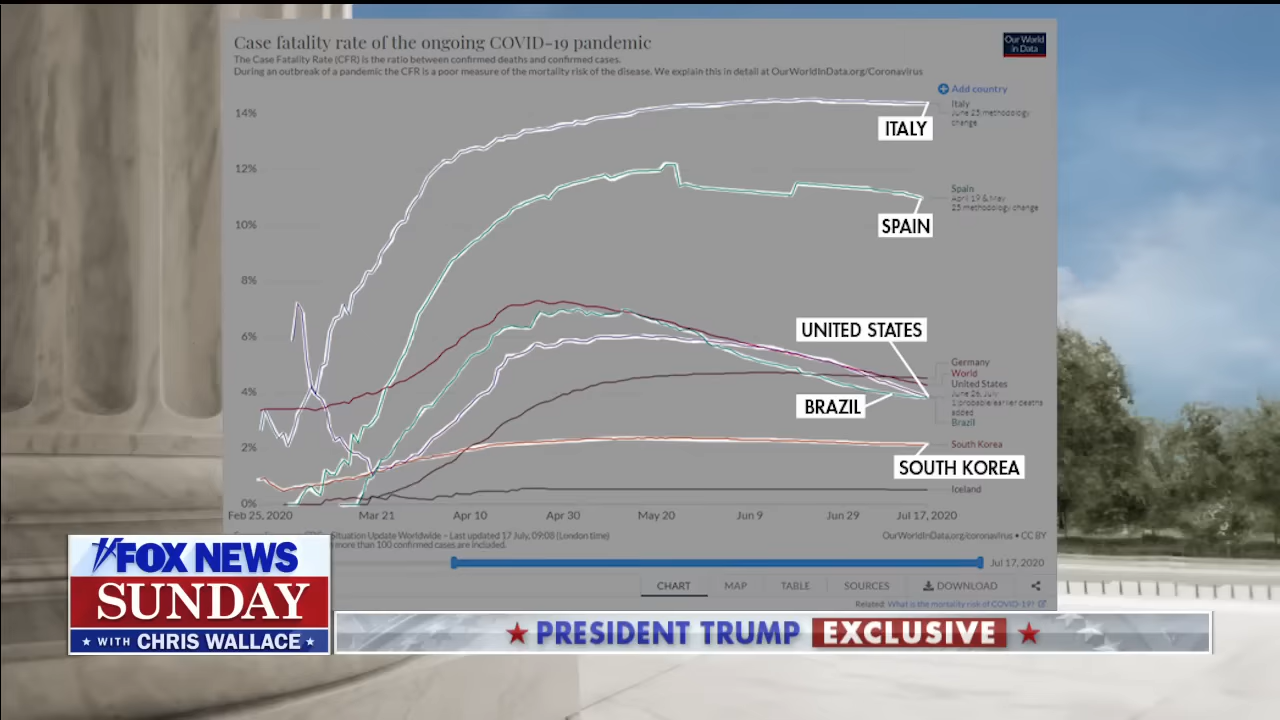 Case fatality rate of the ongoing COVID-19 pandemic
The Case Fatality Rate (CFR) is the ratio between confirmed deaths and confirmed cases.
During an outbreak of a pandemic the CFR is a poor measure of the mortality risk of the disease. We explain this in detail at OurWorldInData.org/Coronavirus
Our World
in Data
Add country
14%
12%
10%
8%
6%
4%
2%
0%
Italy
June 25 methodology
change
ITALY
Spain
April 19 & May
25 methodology change
SPAIN
UNITED STATES
Germany
World
United States
June 26, July
1 probable/earlier deaths
added
Brazil
BRAZIL
South Korea
SOUTH KOREA
Iceland
Feb 25, 2020
Mar 21
Apr 10
Apr 30
May 20
Jun 9
Jun 29
Jul 17, 2020
Situation Update Worldwide – Last updated 17 July, 09:08 (London time)
more than 100 confirmed cases are included.
OurWorldInData.org/coronavirus • CC BY
Jul 17, 2020
CHART
MAP
TABLE
SOURCES
DOWNLOAD
Related: What is the mortality risk of COVID-19?
FOX NEWS
SUNDAY
WITH CHRIS WALLACE
PRESIDENT TRUMP EXCLUSIVE